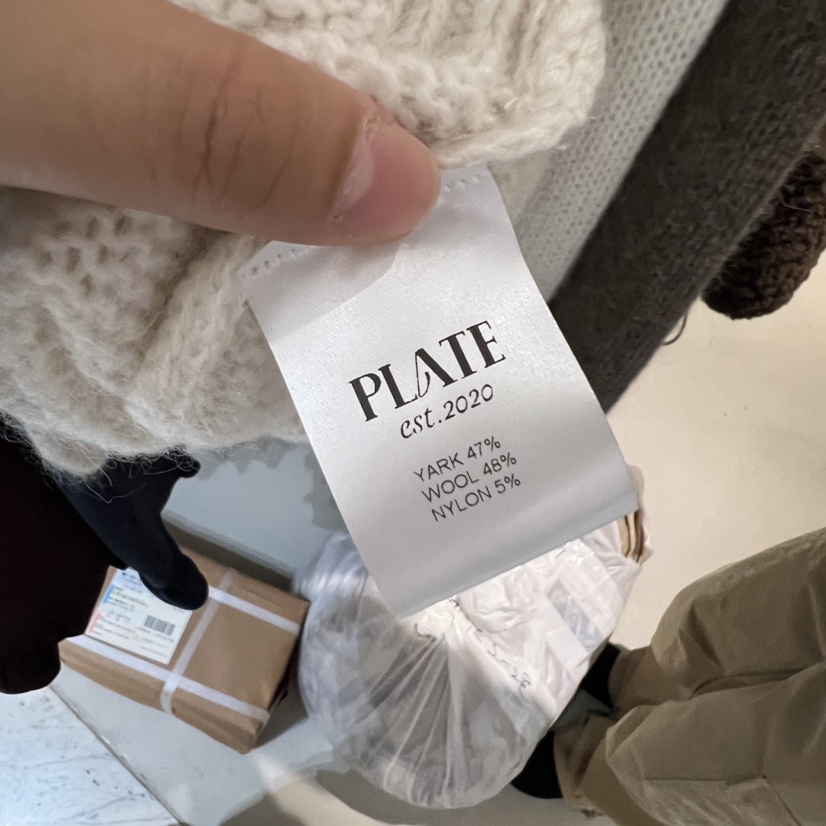 PLATE
est.2020
YARK 47%
WOOL 48%
NYLON 5%